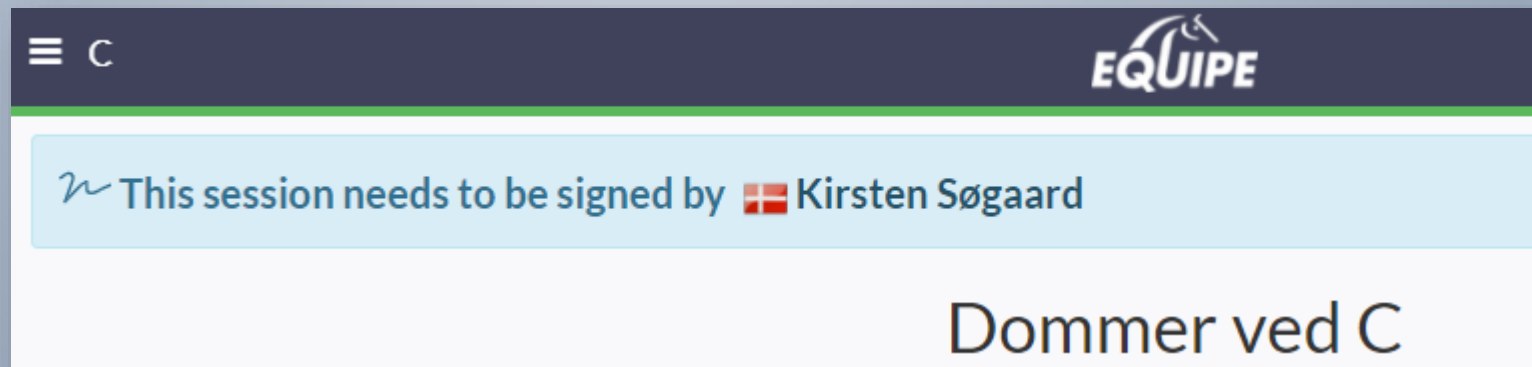 C
EQUIPE
This session needs to be signed by Kirsten Søgaard
Dommer ved C